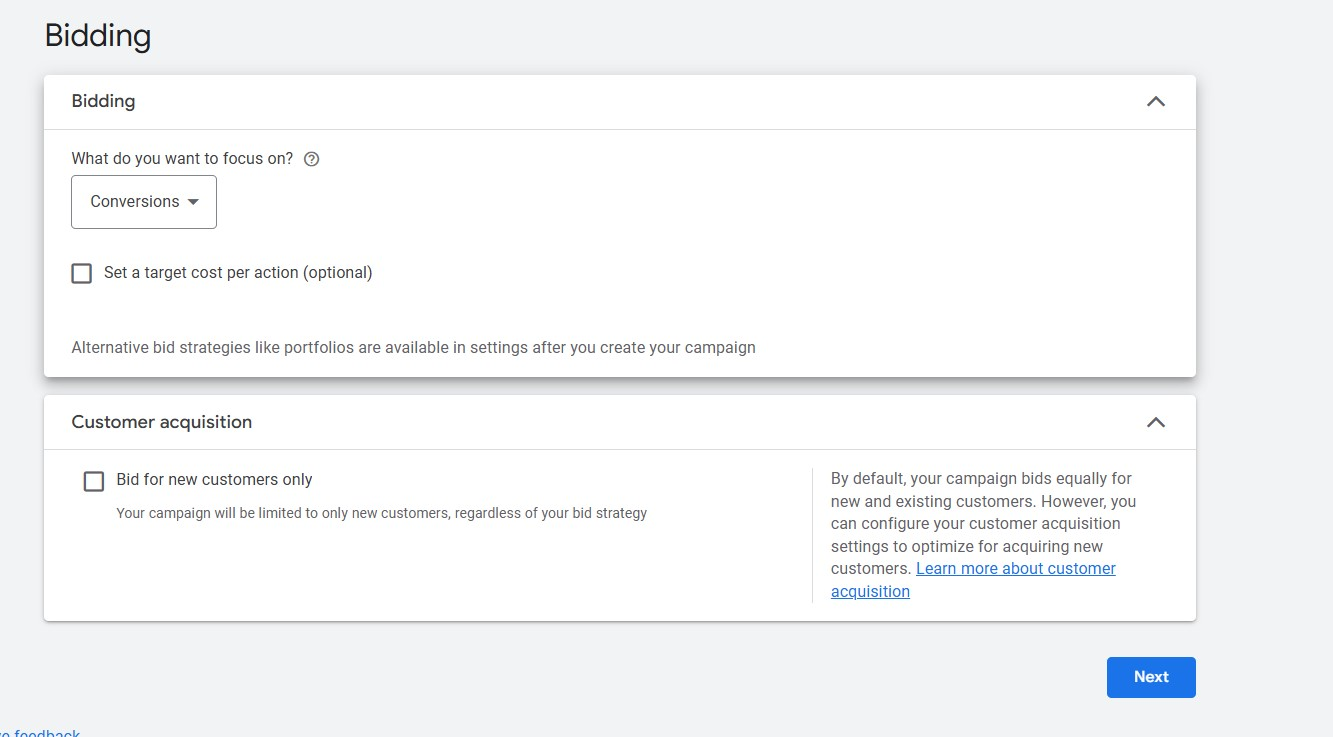 Bidding
Bidding
What do you want to focus on?
Conversions
Set a target cost per action (optional)
Alternative bid strategies like portfolios are available in settings after you create your campaign
Customer acquisition
Bid for new customers only
Your campaign will be limited to only new customers, regardless of your bid strategy
By default, your campaign bids equally for
new and existing customers. However, you
can configure your customer acquisition
settings to optimize for acquiring new
customers. Learn more about customer
acquisition
Next
feedback